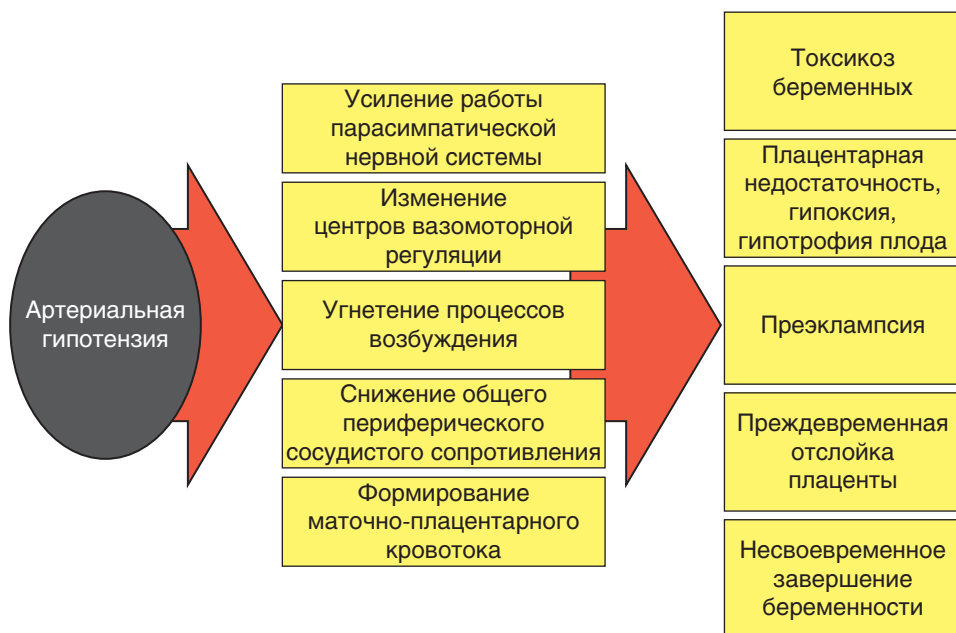 Артериальная
гипотензия
Усиление работы
парасимпатической
нервной системы
Изменение
центров вазомоторной
регуляции
Угнетение процессов
возбуждения
Снижение общего
периферического
сосудистого сопротивления
Формирование
маточно-плацентарного
кровотока
Токсикоз
беременных
Плацентарная
недостаточность,
гипоксия,
гипотрофия плода
Преэклампсия
Преждевременная
отслойка
плаценты
Несвоевременное
завершение
беременности